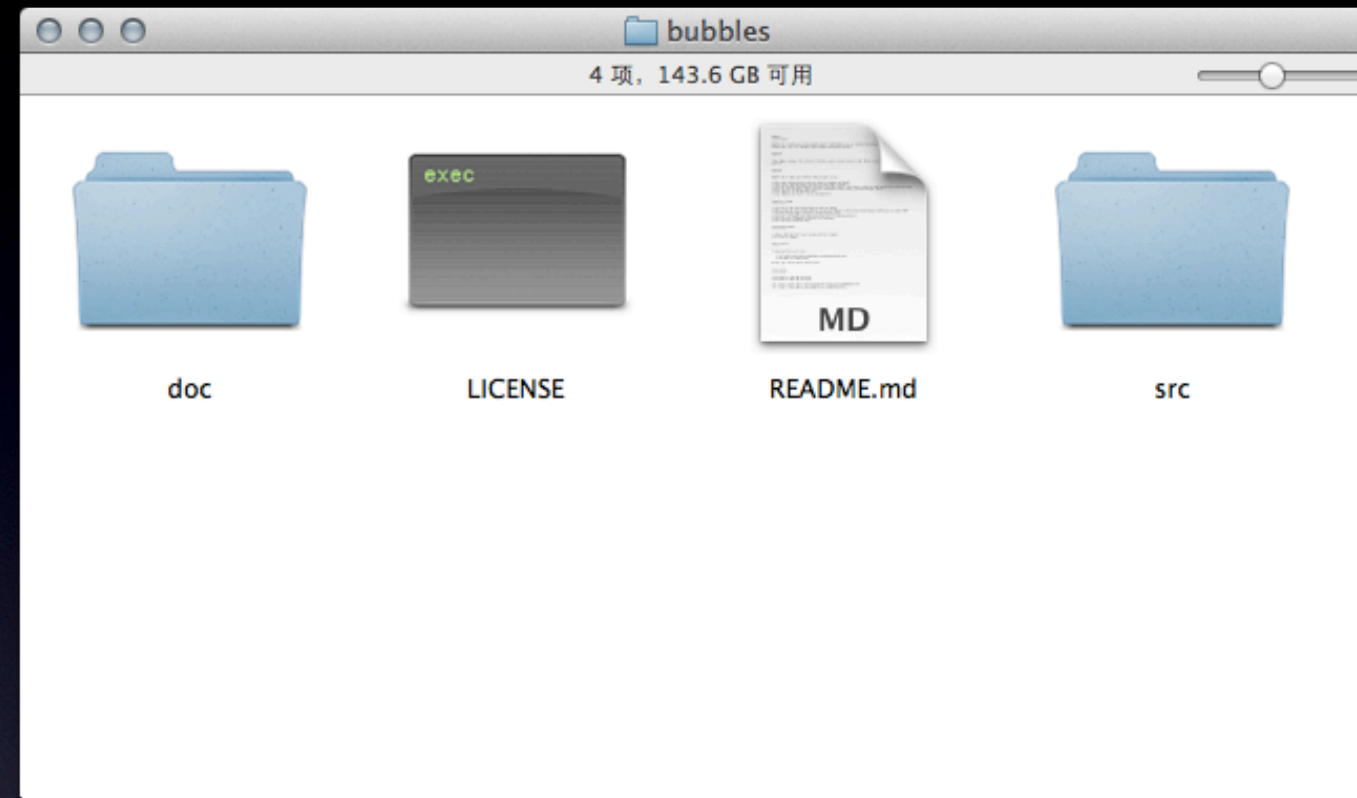 bubbles
4 项，143.6 GB 可用
exec
MD
doc
LICENSE
README.md
src